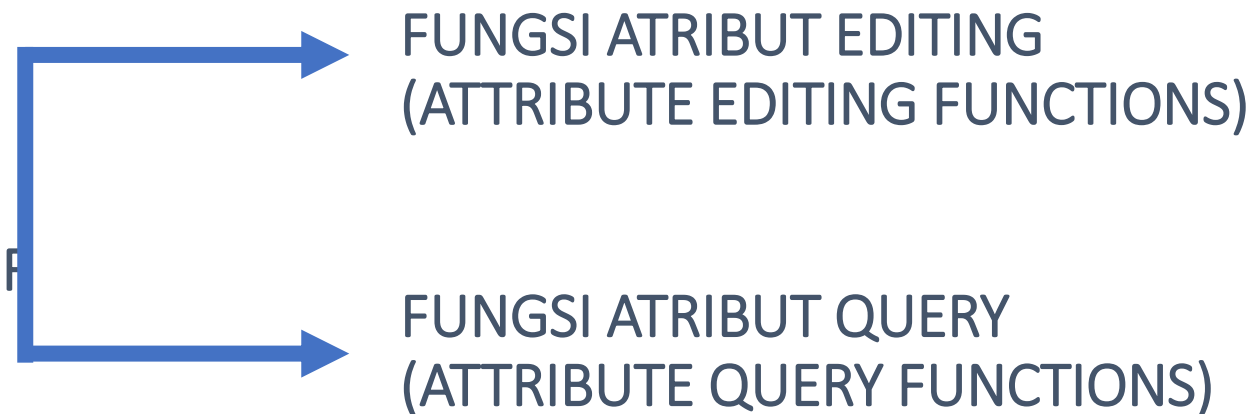 FUNGSI ATRIBUT EDITING
(ATTRIBUTE EDITING FUNCTIONS)
F
FUNGSI ATRIBUT QUERY
(ATTRIBUTE QUERY FUNCTIONS)